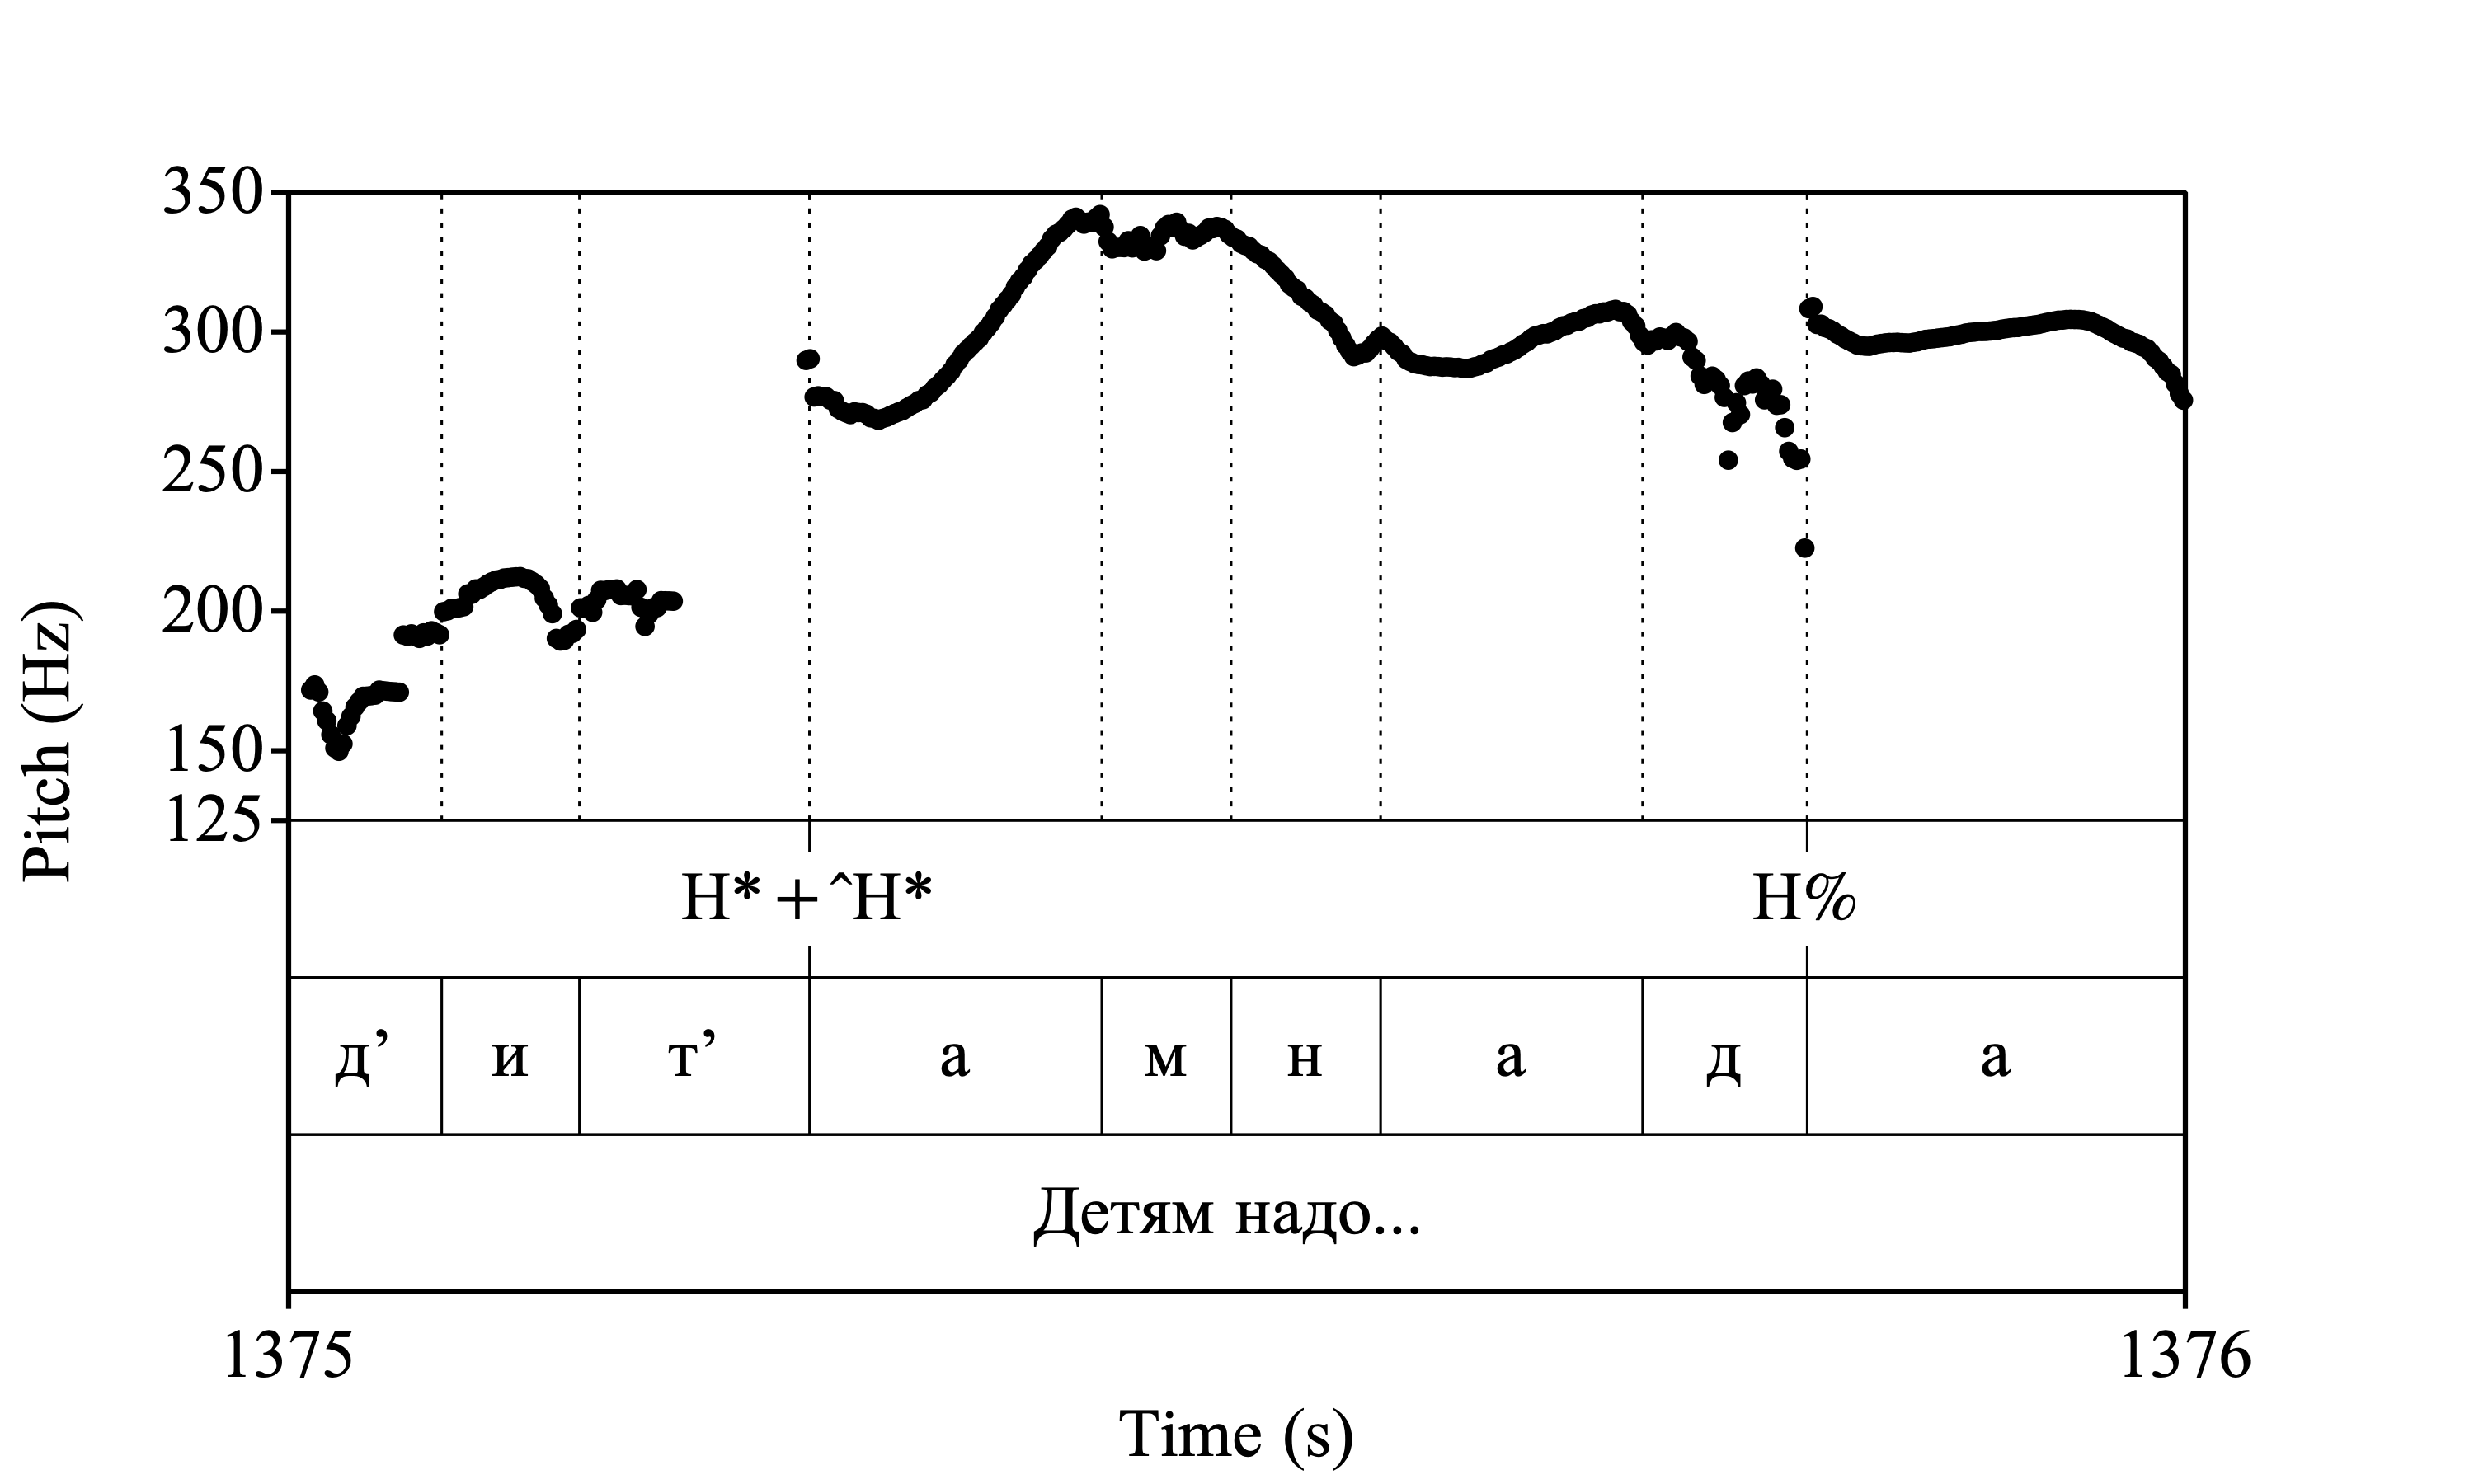 Pitch (Hz)
350
300
250
200
150
125
H* + ^H* H%
д’ и т’ а м н а д а
Детям надо...
1375 1376
Time (s)